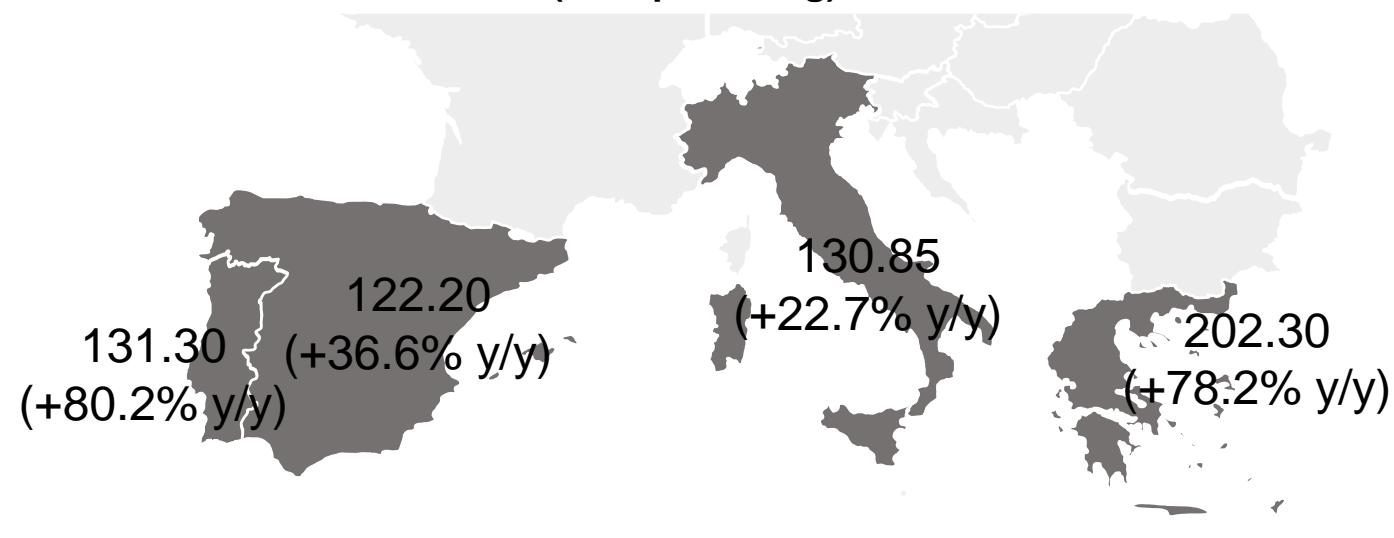 131.30
(+80.2% y/y)
122.20
(+36.6% y/y)
130.85
(+22.7% y/y)
202.30
(+78.2% y/y)